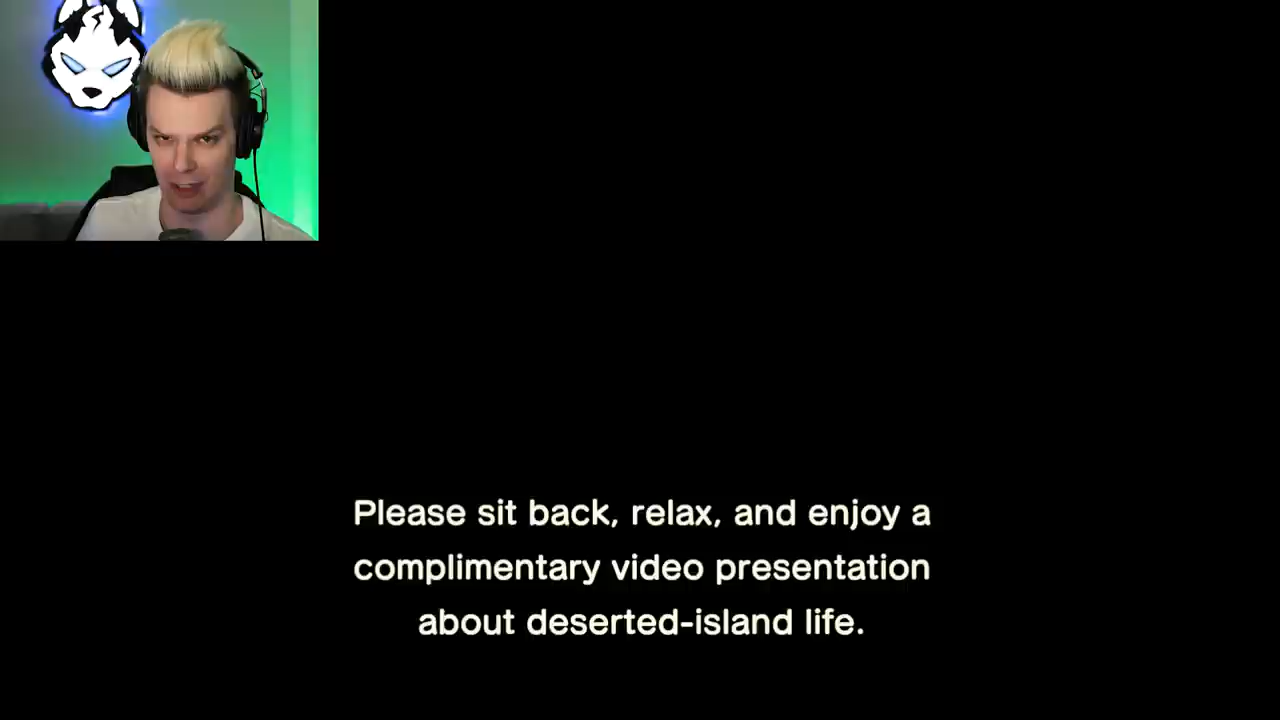 Please sit back, relax, and enjoy a
complimentary video presentation
about deserted-island life.